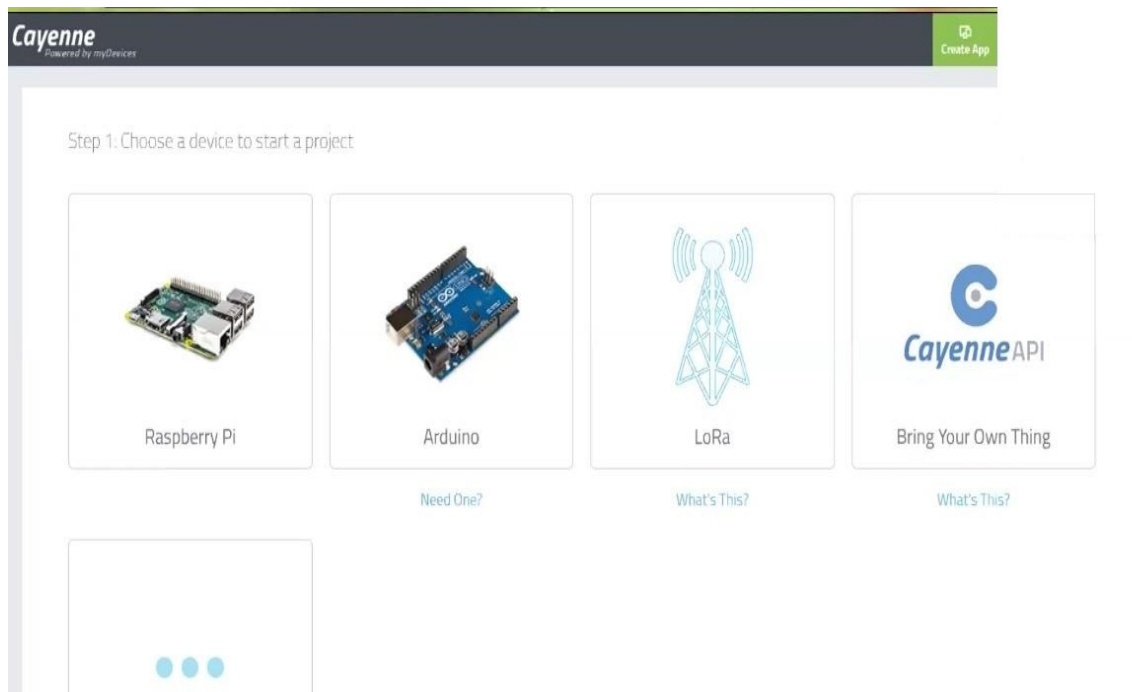 Cayenne
Powered by myDevices
Create App
Step 1: Choose a device to start a project
Cayenne API
Raspberry Pi
Arduino
LoRa
Bring Your Own Thing
Need One?
What's This?
What's This?